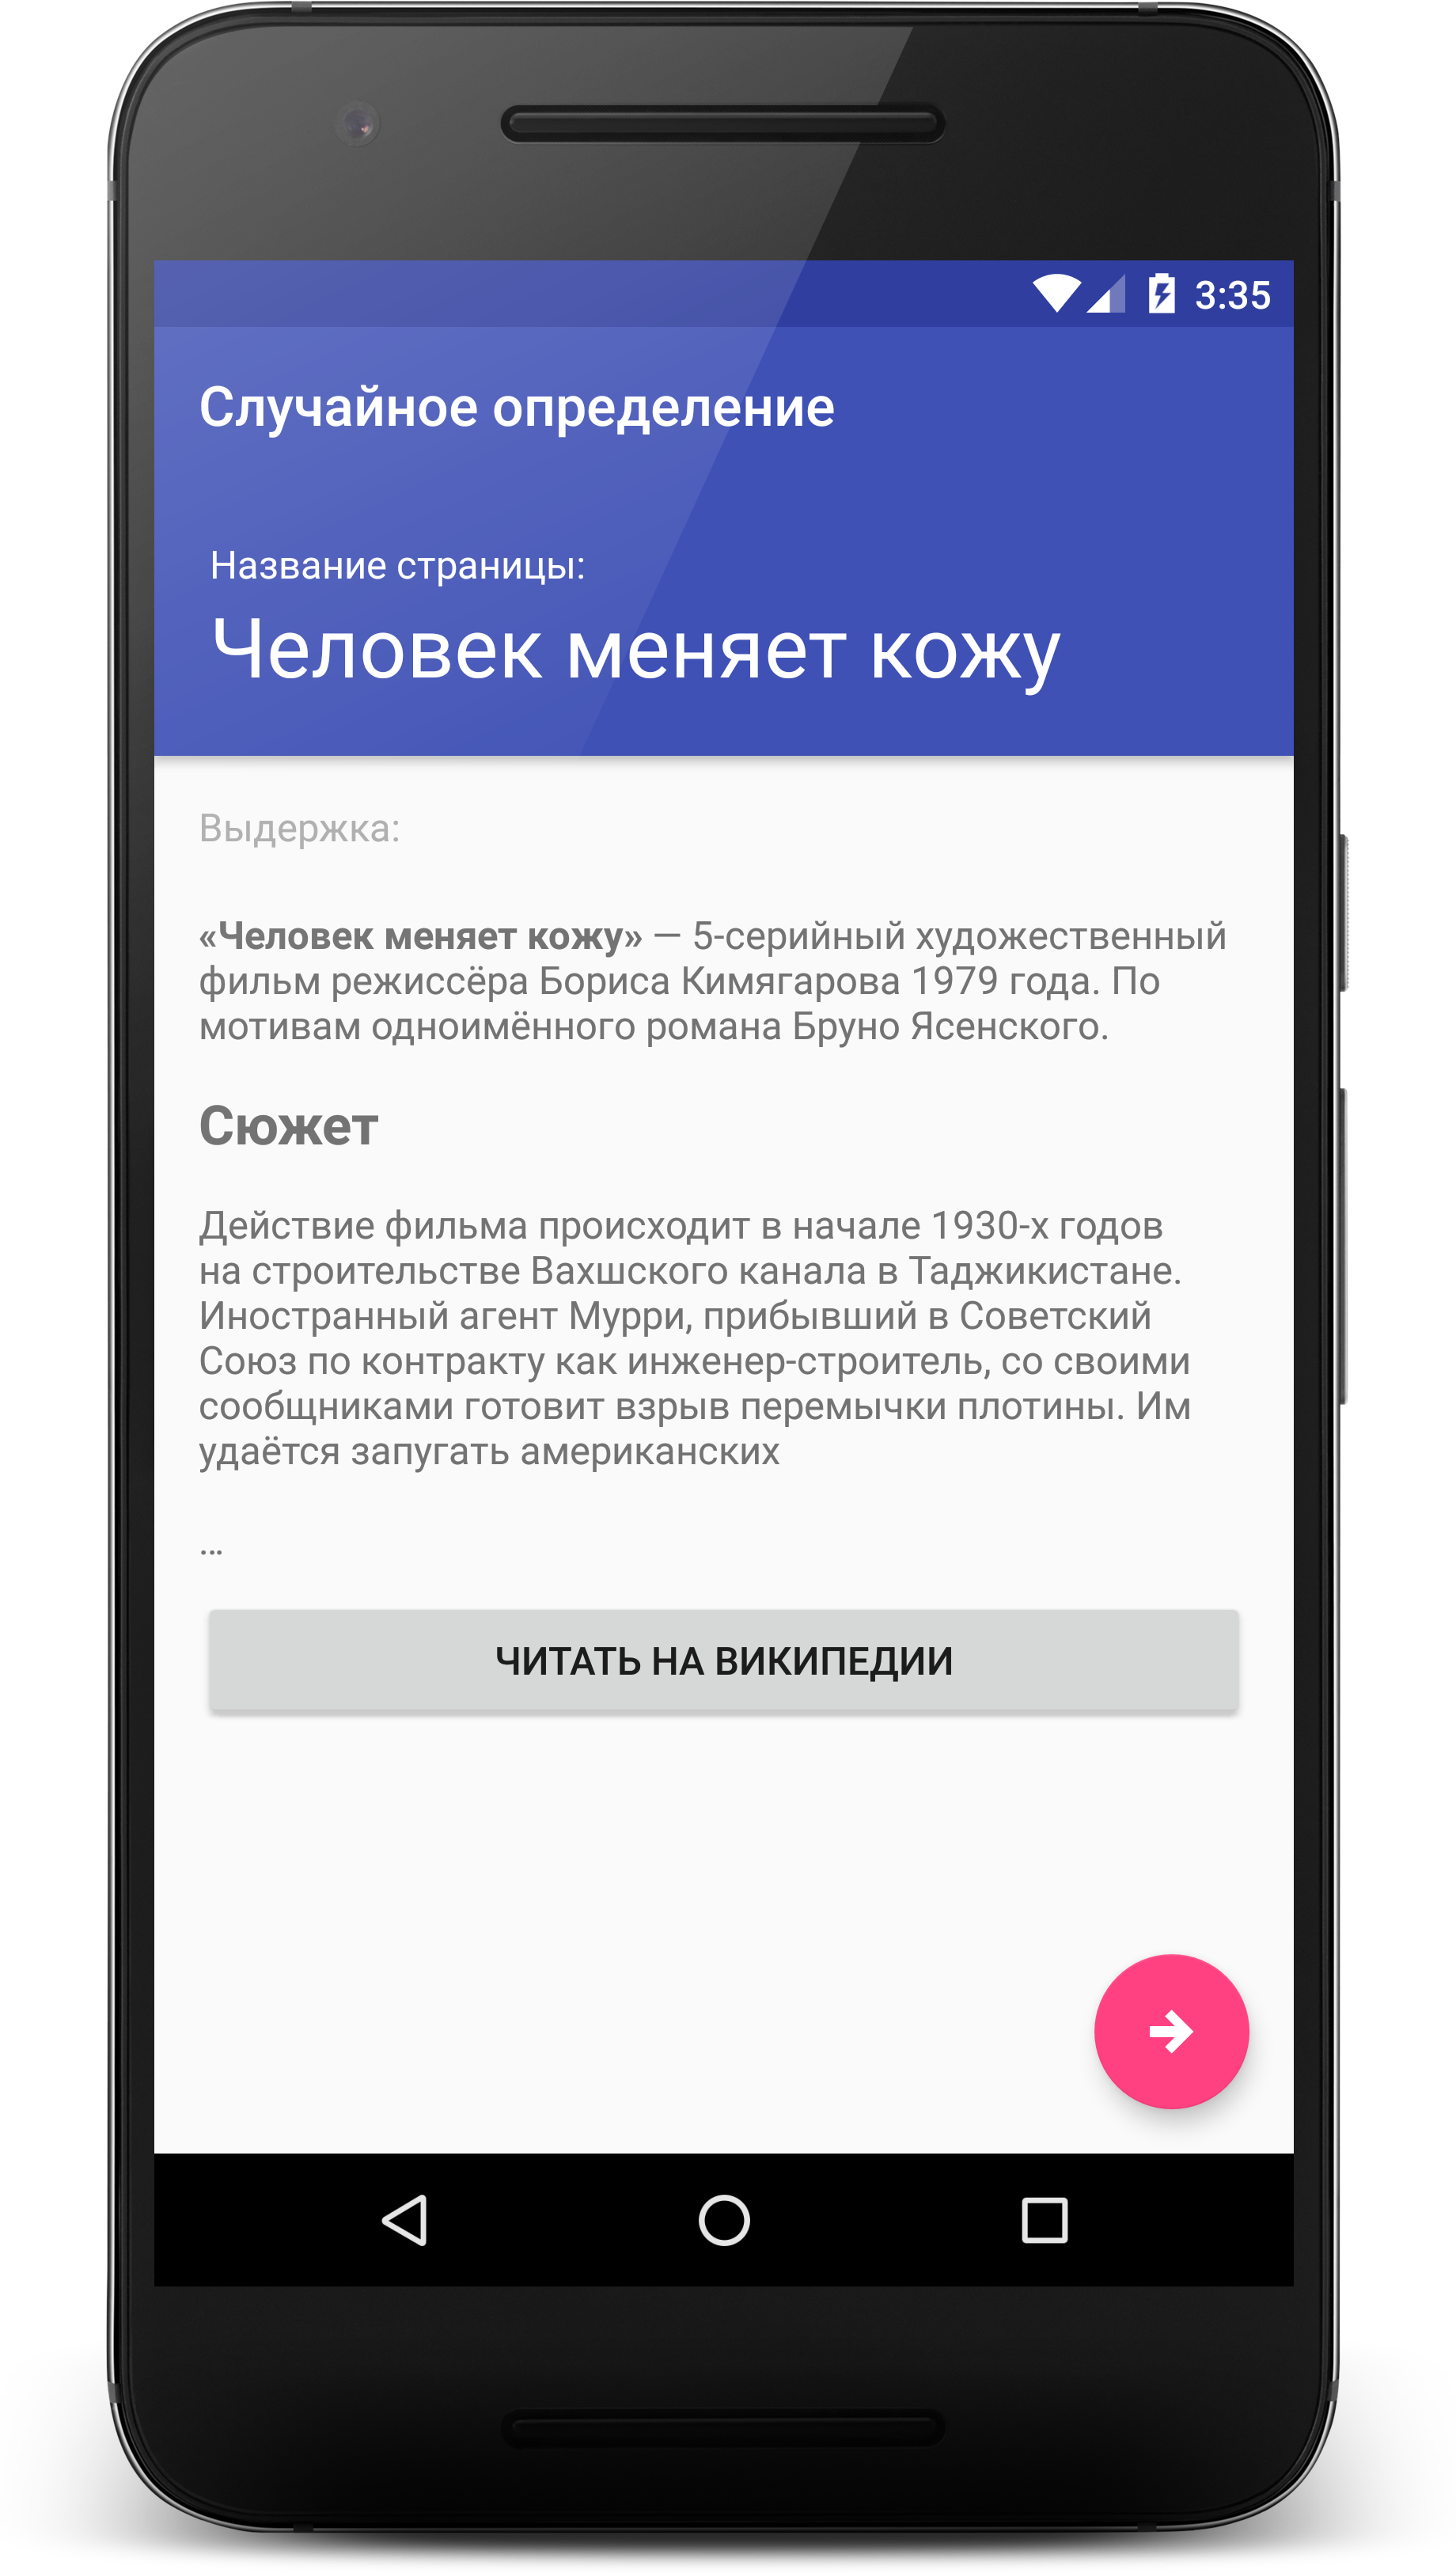 3:35
Случайное определение
Название страницы:
Человек меняет кожу
Выдержка:
«Человек меняет кожу» — 5-серийный художественный
фильм режиссёра Бориса Кимягарова 1979 года. По
мотивам одноимённого романа Бруно Ясенского.
Сюжет
Действие фильма происходит в начале 1930-х годов
на строительстве Вахшского канала в Таджикистане.
Иностранный агент Мурри, прибывший в Советский
Союз по контракту как инженер-строитель, со своими
сообщниками готовит взрыв перемычки плотины. Им
удаётся запугать американских
...
ЧИТАТЬ НА ВИКИПЕДИИ